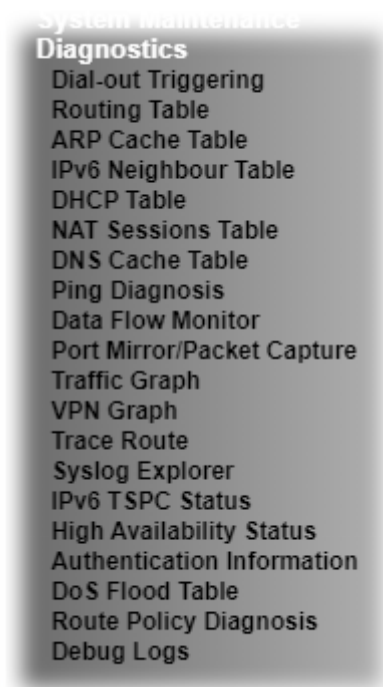 System Maintenance
Diagnostics
Dial-out Triggering
Routing Table
ARP Cache Table
IPv6 Neighbour Table
DHCP Table
NAT Sessions Table
DNS Cache Table
Ping Diagnosis
Data Flow Monitor
Port Mirror/Packet Capture
Traffic Graph
VPN Graph
Trace Route
Syslog Explorer
IPv6 TSPC Status
High Availability Status
Authentication Information
DoS Flood Table
Route Policy Diagnosis
Debug Logs